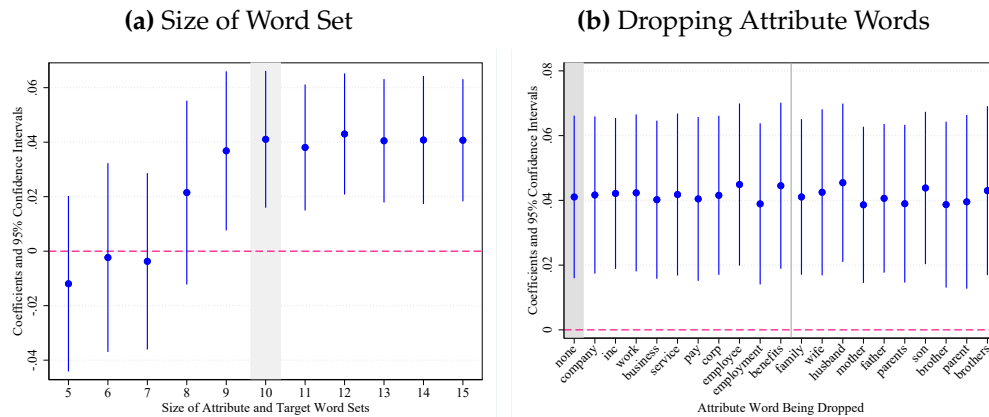 (a) Size of Word Set
Coefficients and 95% Confidence Intervals
.06
.04
.02
0
-.02
-.04
5 6 7 8 9 10 11 12 13 14 15
Size of Attribute and Target Word Sets
(b) Dropping Attribute Words
Coefficients and 95% Confidence Intervals
.08
.06
.04
.02
0
none company inc work business service pay corp employee employment benefits family wife husband mother father parents son brother parent brothers
Attribute Word Being Dropped